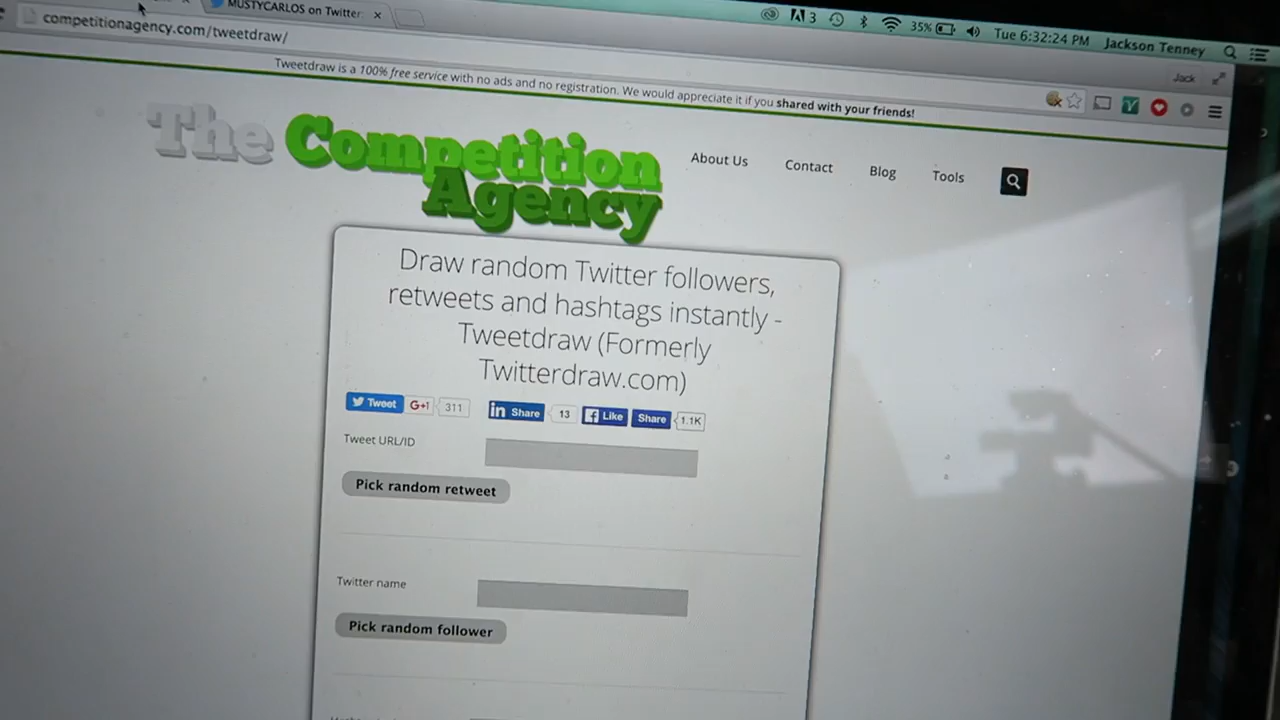 MUSTYCARLOS on Twitter
3
35%
Tue 6:32:24 PM
Jackson Tenney
competitionagency.com/tweetdraw/
Jack
Tweetdraw is a 100% free service with no ads and no registration. We would appreciate it if you shared with your friends!
The Competition
Agency
About Us
Contact
Blog
Tools
Draw random Twitter followers,
retweets and hashtags instantly -
Tweetdraw (Formerly
Twitterdraw.com)
Tweet
G+1
311
in Share
13
f Like
Share
1.1K
Tweet URL/ID
Pick random retweet
Twitter name
Pick random follower